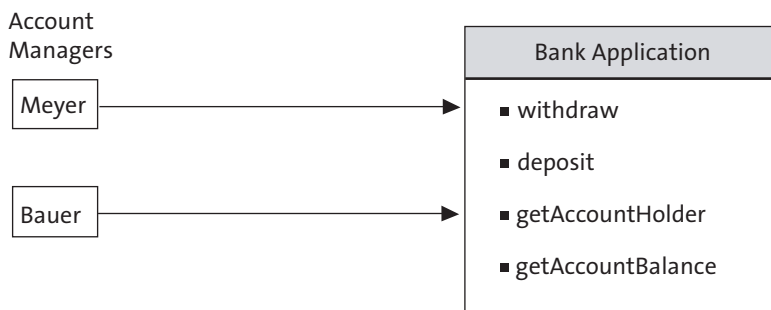 Account
Managers
Meyer
Bauer
Bank Application
▪ withdraw
▪ deposit
▪ getAccountHolder
▪ getAccountBalance